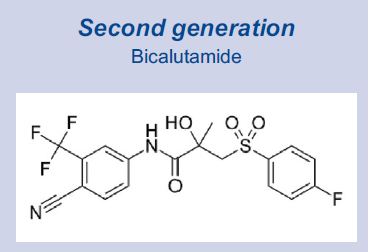 Second generation
Bicalutamide
F
F
F
H
N
HO
O
O
O
S
F
N